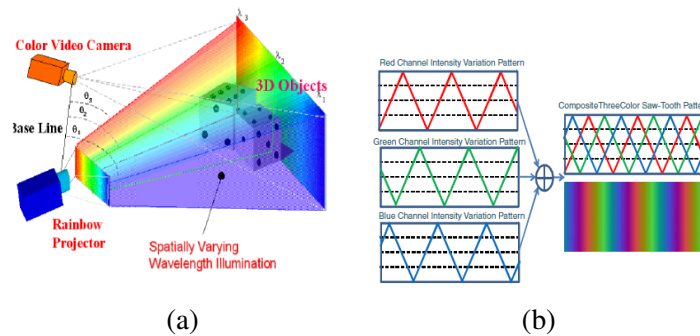 Color Video Camera
λ3
λ2
λ1
3D Objects
θ3
θ2
θ1
Base Line
Rainbow
Projector
Spatially Varying
Wavelength Illumination
(a)
Red Channel Intensity Variation Pattern
Green Channel Intensity Variation Pattern
Blue Channel Intensity Variation Pattern
CompositeThreeColor Saw-Tooth Patte
(b)